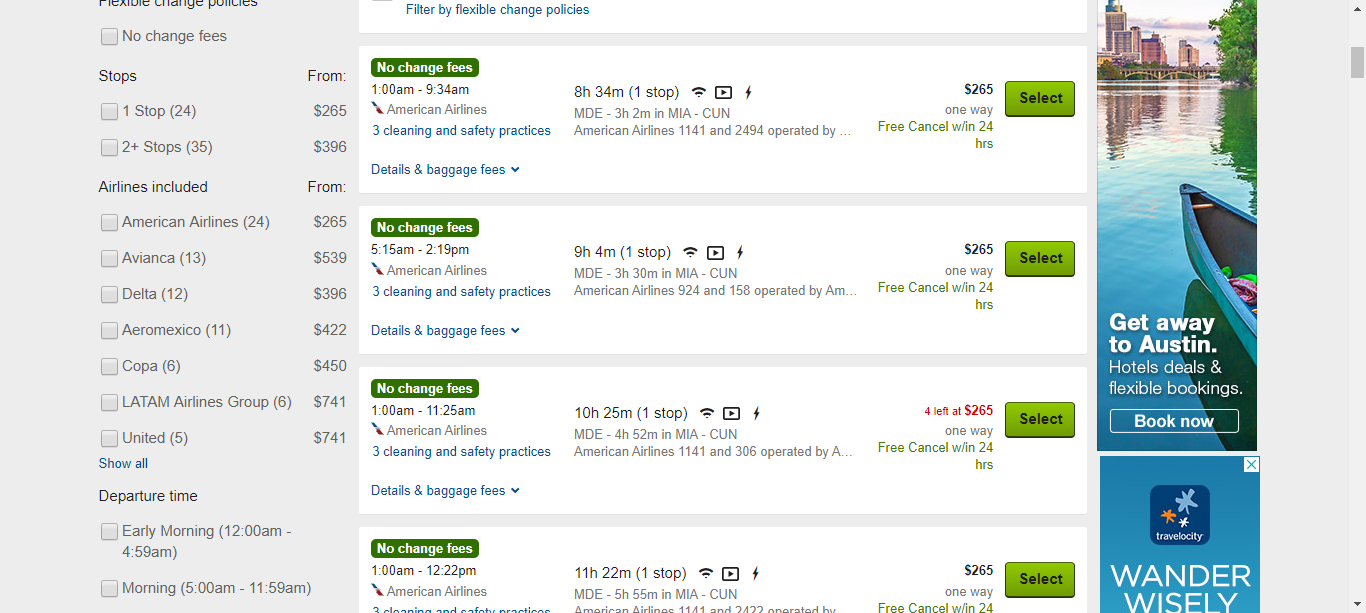 Flexible change policies
No change fees
Stops From:
1 Stop (24) $265
2+ Stops (35) $396
Airlines included From:
American Airlines (24) $265
Avianca (13) $539
Delta (12) $396
Aeromexico (11) $422
Copa (6) $450
LATAM Airlines Group (6) $741
United (5) $741
Show all
Departure time
Early Morning (12:00am -
4:59am)
Morning (5:00am - 11:59am)
Filter by flexible change policies
No change fees
1:00am - 9:34am
American Airlines
3 cleaning and safety practices
Details & baggage fees
8h 34m (1 stop)
MDE - 3h 2m in MIA - CUN
American Airlines 1141 and 2494 operated by ...
$265
one way
Free Cancel w/in 24
hrs
Select
No change fees
5:15am - 2:19pm
American Airlines
3 cleaning and safety practices
Details & baggage fees
9h 4m (1 stop)
MDE - 3h 30m in MIA - CUN
American Airlines 924 and 158 operated by Am...
$265
one way
Free Cancel w/in 24
hrs
Select
No change fees
1:00am - 11:25am
American Airlines
3 cleaning and safety practices
Details & baggage fees
10h 25m (1 stop)
MDE - 4h 52m in MIA - CUN
American Airlines 1141 and 306 operated by A...
4 left at $265
one way
Free Cancel w/in 24
hrs
Select
No change fees
1:00am - 12:22pm
American Airlines
3 cleaning and safety practices
11h 22m (1 stop)
MDE - 5h 55m in MIA - CUN
American Airlines 1141 and 2422 operated by
$265
one way
Free Cancel w/in 24
Select
Get away
to Austin.
Hotels deals &
flexible bookings.
Book now
travelocity
WANDER
WISELY